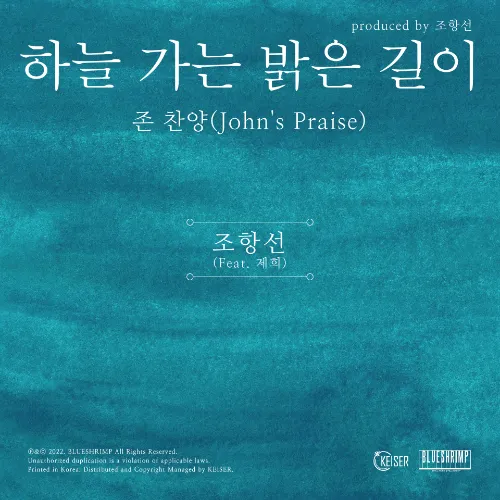 produced by 조항선
하늘 가는 밝은 길이
존 찬양(John's Praise)
조항선
(Feat. 제희)
ⓟ&ⓒ 2022. BLUESHRIMP All Rights Reserved.
Unauthorized duplication is a violation of applicable laws.
Printed in Korea. Distributed and Copyright Managed by KEISER.
KEISER
BLUESHRIMP